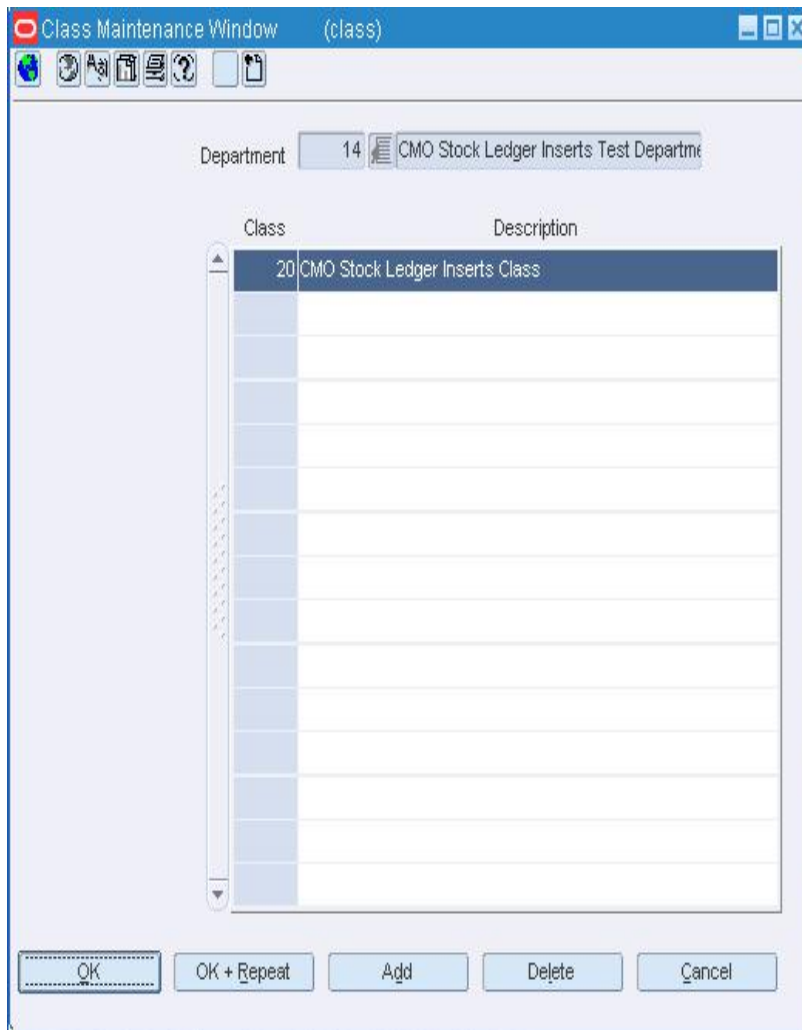 Class Maintenance Window (class)
Department 14 CMO Stock Ledger Inserts Test Departme
Class Description
20 CMO Stock Ledger Inserts Class
OK OK + Repeat Add Delete Cancel